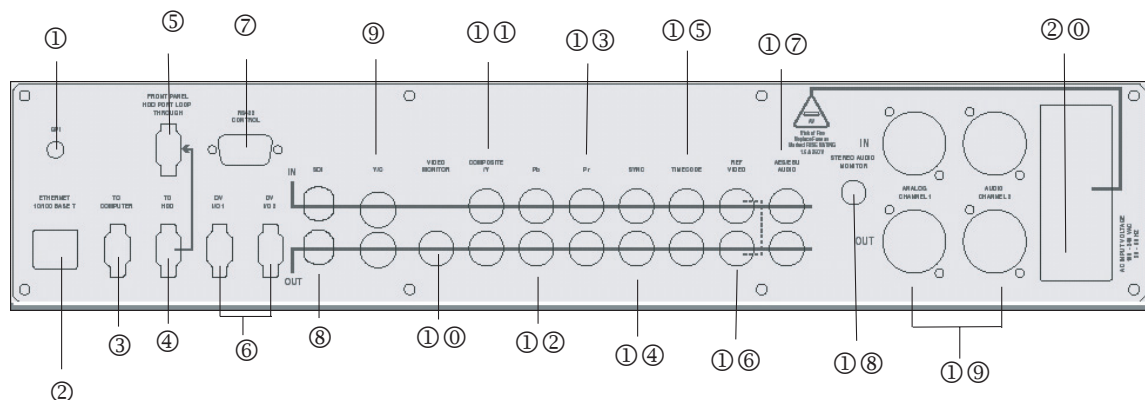 ① ⑤ ⑦ ⑨ ①① ①③ ①⑤ ①⑦ ②⓪
FRONT PANEL
HDD PORT LOOP
THROUGH
RS422
CONTROL
GPI
IN
SDI
Y/C
VIDEO
MONITOR
COMPOSITE
/Y
Pb
Pr
SYNC
TIMECODE
REF
VIDEO
AES/EBU
AUDIO
STEREO AUDIO
MONITOR
IN
ETHERNET
10/100 BASE T
TO
COMPUTER
TO
HDD
DV
I/O 1
DV
I/O 2
ANALOG
CHANNEL 1
AUDIO
CHANNEL 2
OUT
OUT
AC INPUT VOLTAGE
② ③ ④ ⑥ ⑧ ①⓪ ①② ①④ ①⑥ ①⑧ ①⑨